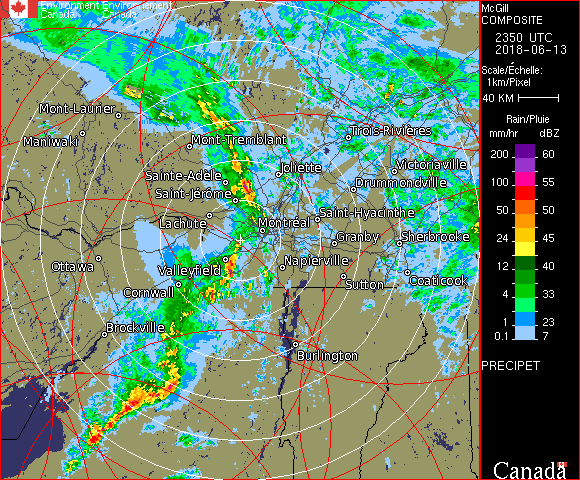 Environment Environnement
Canada Canada
Mont-Laurier
Maniwaki
Mont-Tremblant
Trois-Rivières
Joliette
Victoriaville
Sainte-Adèle
Drummondville
Saint-Jérôme
Lachute
Saint-Hyacinthe
Montréal
Granby
Sherbrooke
Ottawa
Valleyfield
Napierville
Cornwall
Sutton
Coaticook
Brockville
Burlington
McGill
COMPOSITE
2350 UTC
2018-06-13
Scale/Échelle:
1km/Pixel
40 KM
Rain/Pluie
mm/hr dBZ
200 60
100 55
50 50
24 45
12 40
4 33
1 23
0.1 7
PRECIPET
Canada